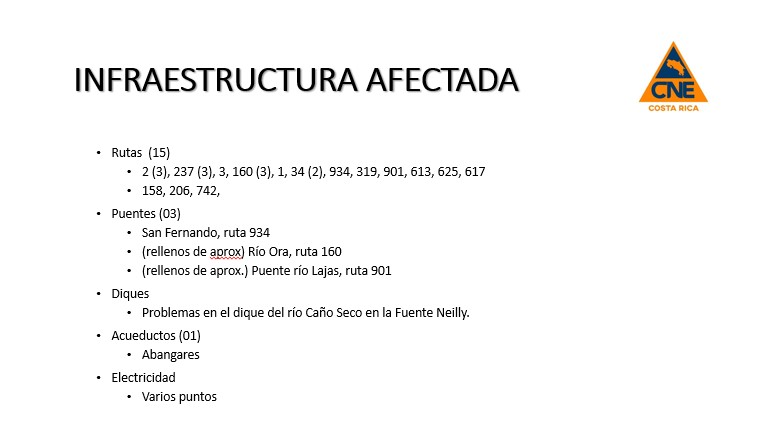 INFRAESTRUCTURA AFECTADA
CNE
COSTA RICA
• Rutas (15)
• 2 (3), 237 (3), 3, 160 (3), 1, 34 (2), 934, 319, 901, 613, 625, 617
• 158, 206, 742,
• Puentes (03)
• San Fernando, ruta 934
• (rellenos de aprox) Río Ora, ruta 160
• (rellenos de aprox.) Puente río Lajas, ruta 901
• Diques
• Problemas en el dique del río Caño Seco en la Fuente Neilly.
• Acueductos (01)
• Abangares
• Electricidad
• Varios puntos